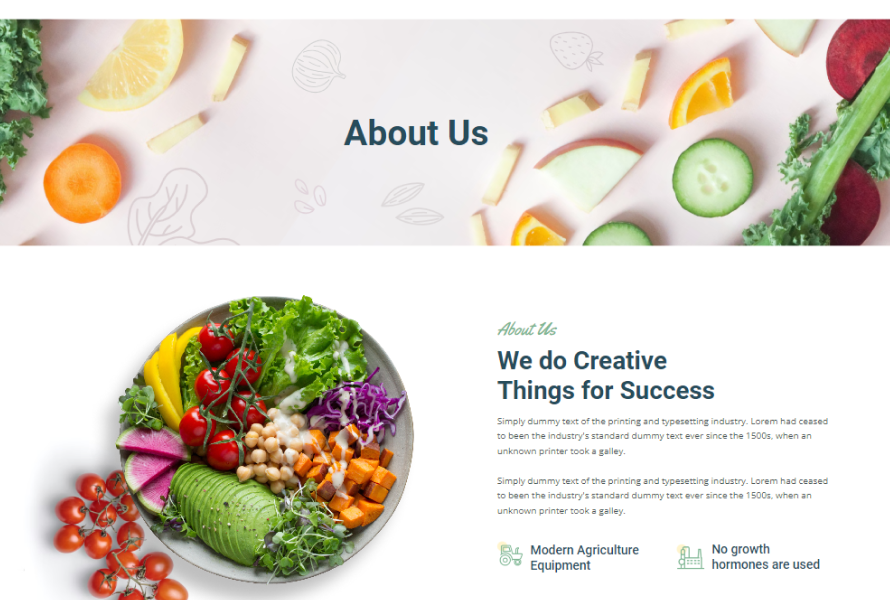 About Us
About Us
We do Creative
Things for Success
Simply dummy text of the printing and typesetting industry. Lorem had ceased
to been the industry's standard dummy text ever since the 1500s, when an
unknown printer took a galley.
Simply dummy text of the printing and typesetting industry. Lorem had ceased
to been the industry's standard dummy text ever since the 1500s, when an
unknown printer took a galley.
Modern Agriculture
Equipment
No growth
hormones are used